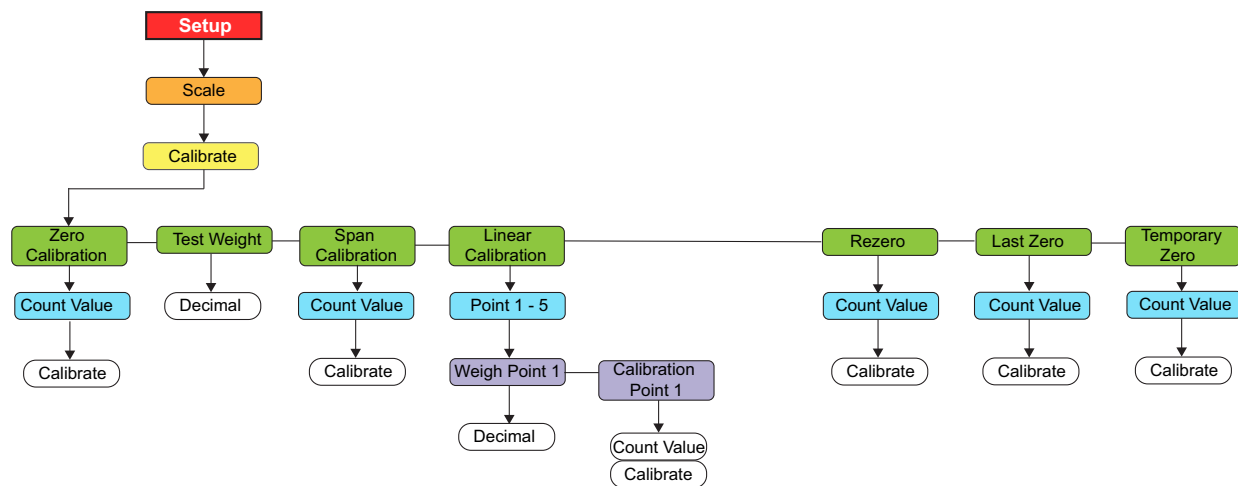 Setup
Scale
Calibrate
Zero
Calibration
Test Weight
Span
Calibration
Linear
Calibration
Rezero
Last Zero
Temporary
Zero
Count Value
Decimal
Count Value
Point 1 - 5
Count Value
Count Value
Count Value
Calibrate
Calibrate
Weigh Point 1
Calibration
Point 1
Calibrate
Calibrate
Calibrate
Decimal
Count Value
Calibrate